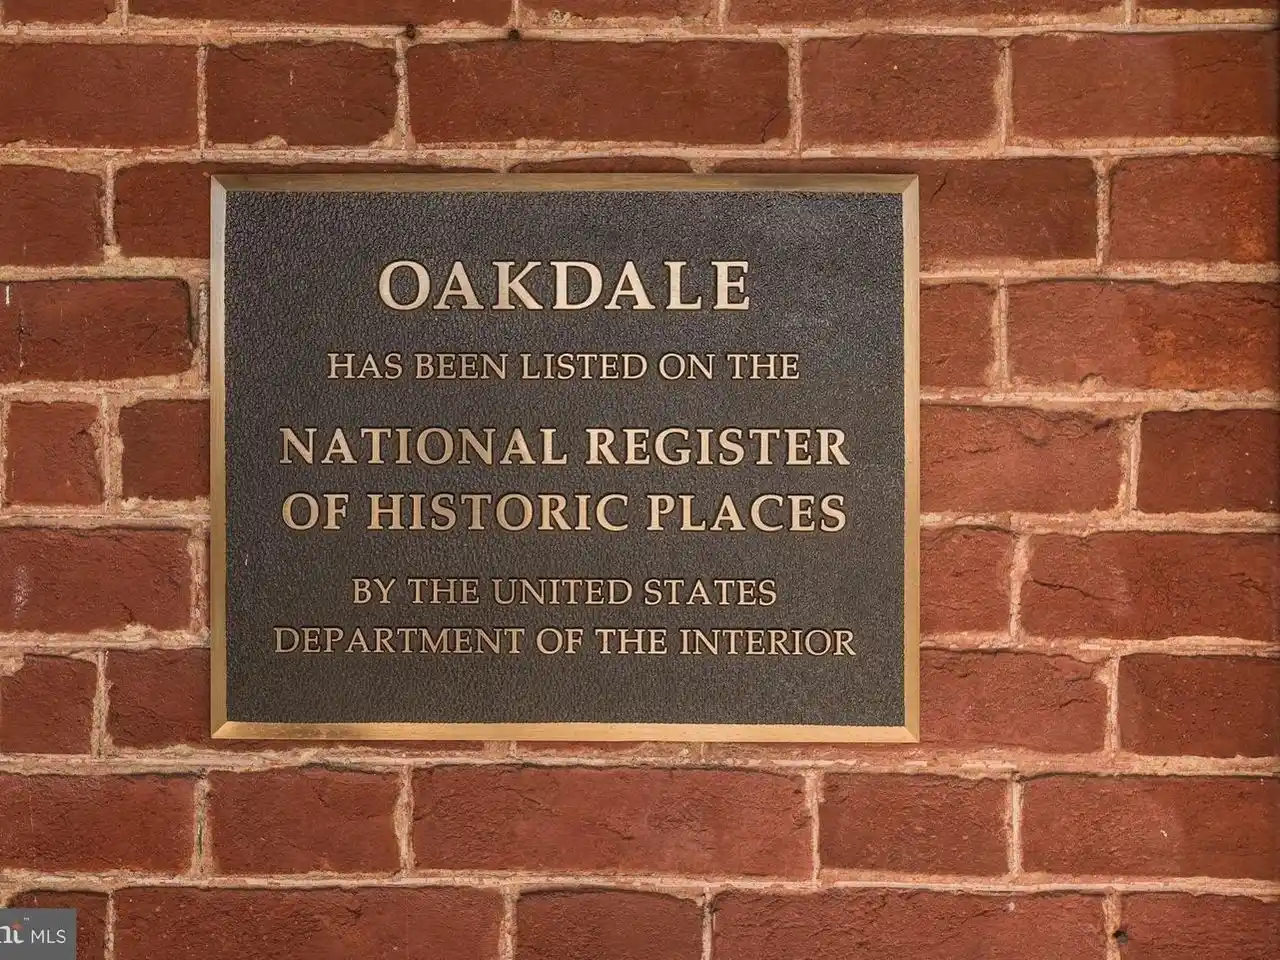 OAKDALE
HAS BEEN LISTED ON THE
NATIONAL REGISTER
OF HISTORIC PLACES
BY THE UNITED STATES
DEPARTMENT OF THE INTERIOR
MLS